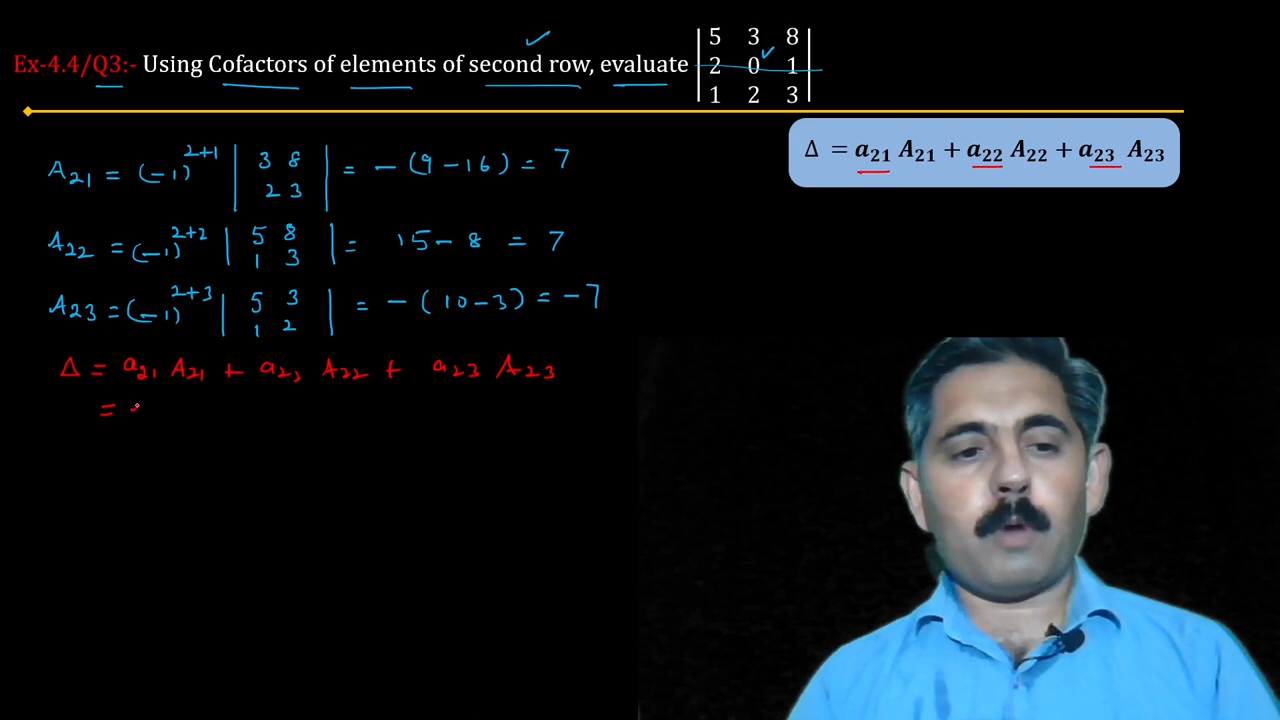 Ex-4.4/Q3:- Using Cofactors of elements of second row, evaluate | 5 3 8 |
| 2 0 1 |
| 1 2 3 |
Δ = a₂₁ A₂₁ + a₂₂ A₂₂ + a₂₃ A₂₃
A₂₁ = (-1)²⁺¹ | 3 8 | = - (9 - 16) = 7
| 2 3 |
A₂₂ = (-1)²⁺² | 5 8 | = 15 - 8 = 7
| 1 3 |
A₂₃ = (-1)²⁺³ | 5 3 | = - (10 - 3) = -7
| 1 2 |
Δ = a₂₁ A₂₁ + a₂₂ A₂₂ + a₂₃ A₂₃
=